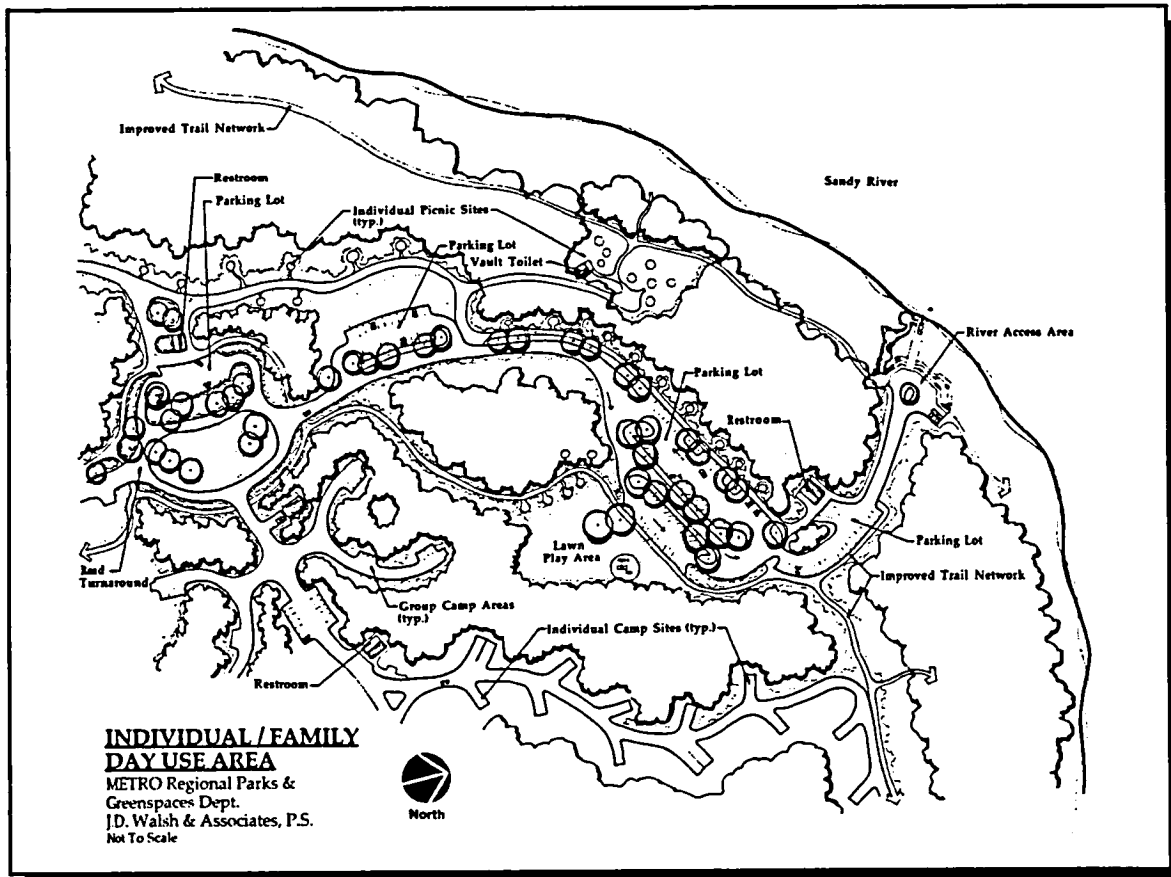 Improved Trail Network
Sandy River
Restroom
Parking Lot
Individual Picnic Sites
(typ.)
Parking Lot
Vault Toilet
River Access Area
Parking Lot
Restroom
Parking Lot
Lawn
Play Area
Improved Trail Network
Road
Turnaround
Group Camp Areas
(typ.)
Individual Camp Sites (typ.)
Restroom
INDIVIDUAL / FAMILY
DAY USE AREA
METRO Regional Parks &
Greenspaces Dept.
J.D. Walsh & Associates, P.S.
Not To Scale
North